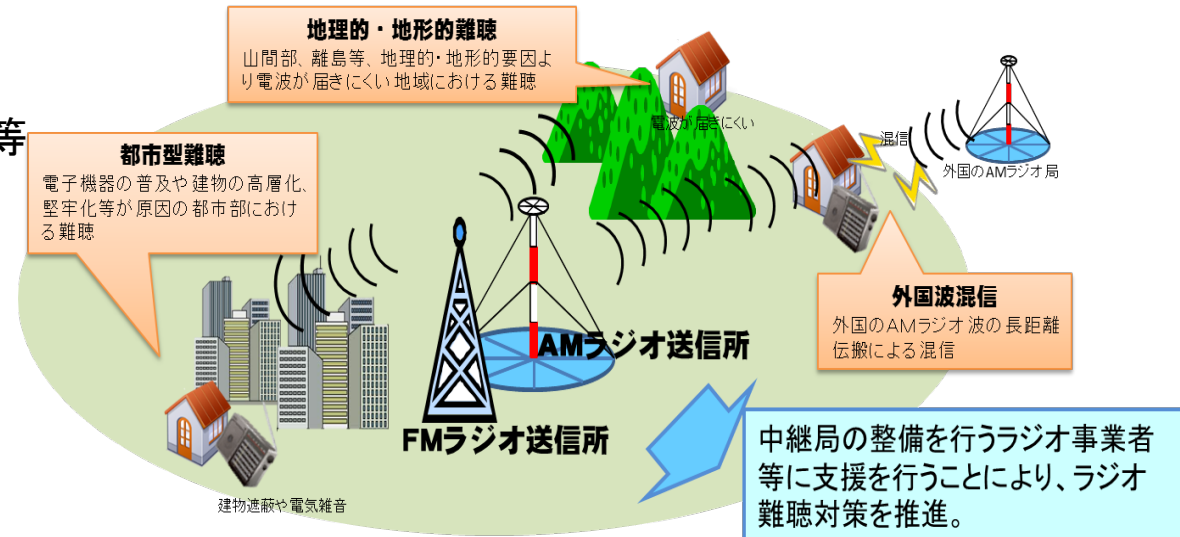 地理的・地形的難聴
山間部、離島等、地理的・地形的要因よ
り電波が届きにくい地域における難聴
電波が届きにくい
等
都市型難聴
電子機器の普及や建物の高層化、
堅牢化等が原因の都市部におけ
る難聴
混信
外国のAMラジオ局
外国波混信
外国のAMラジオ波の長距離
伝搬による混信
AMラジオ送信所
FMラジオ送信所
建物遮蔽や電気雑音
中継局の整備を行うラジオ事業者
等に支援を行うことにより、ラジオ
難聴対策を推進。